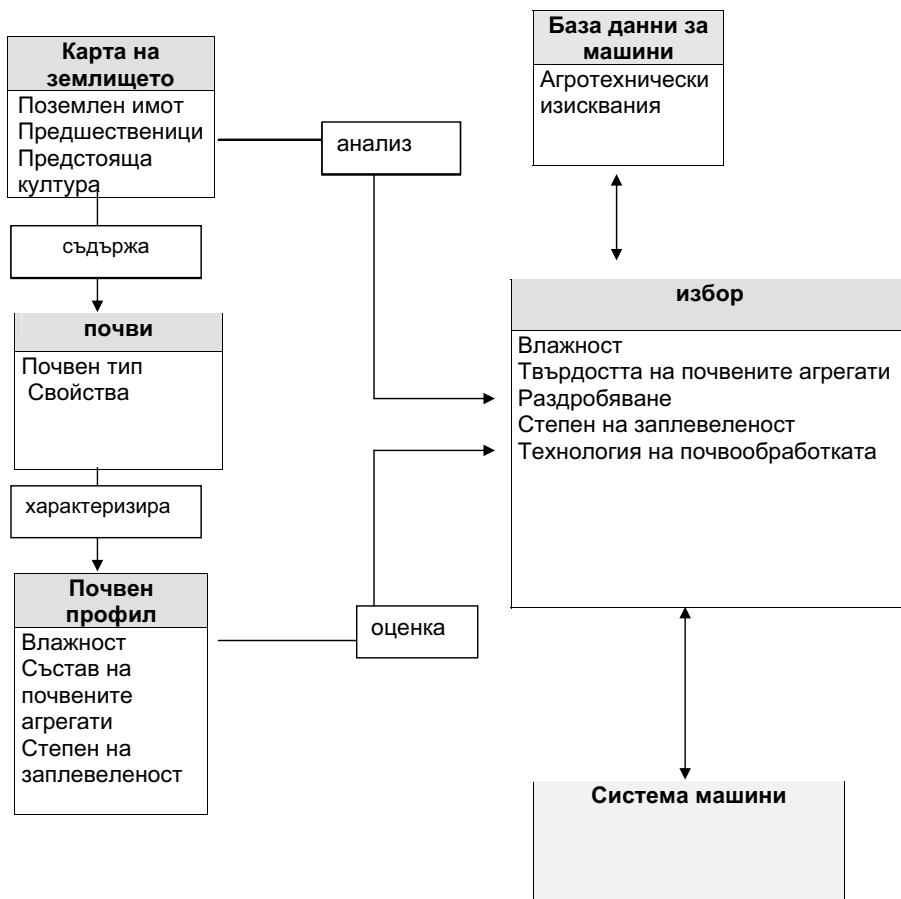 Карта на
землището
Поземлен имот
Предшественици
Предстояща
култура
анализ
База данни за
машини
Агротехнически
изисквания
съдържа
почви
Почвен тип
Свойства
избор
Влажност
Твърдостта на почвените агрегати
Раздробяване
Степен на заплевеленост
Технология на почвообработката
характеризира
Почвен
профил
Влажност
Състав на
почвените
агрегати
Степен на
заплевеленост
оценка
Система машини